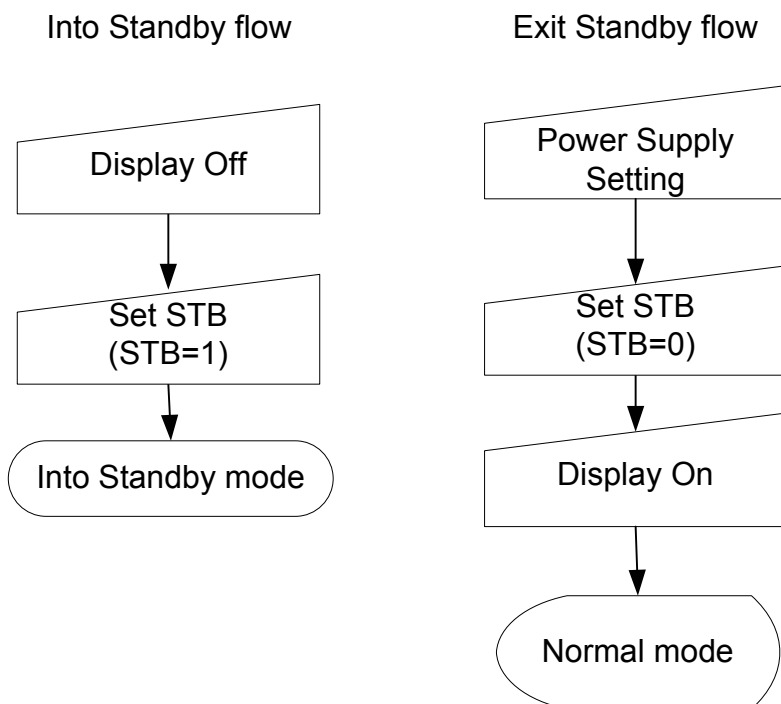 Into Standby flow
Display Off
Set STB
(STB=1)
Into Standby mode
Exit Standby flow
Power Supply
Setting
Set STB
(STB=0)
Display On
Normal mode